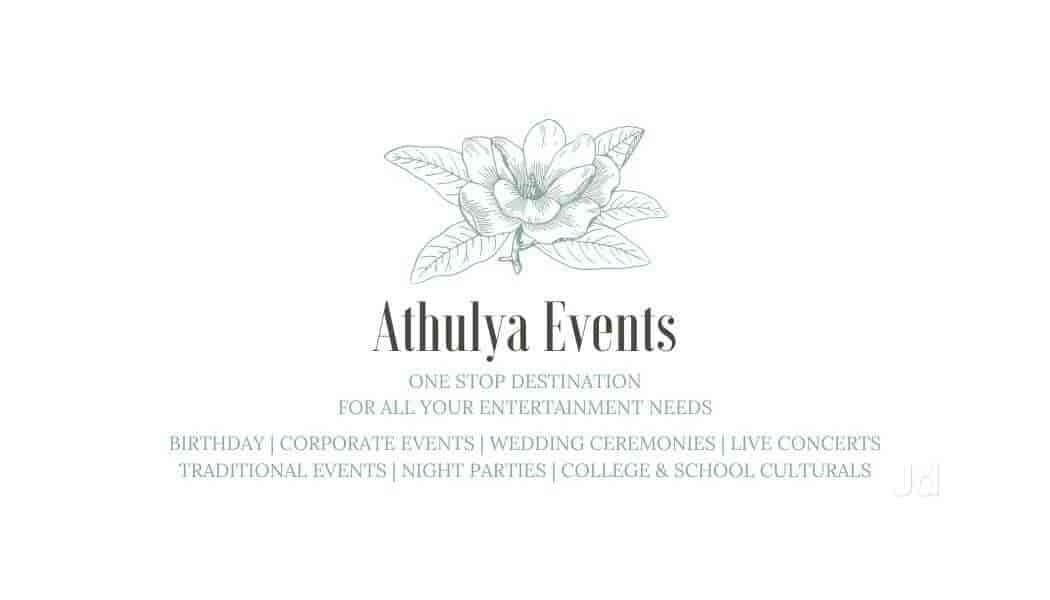 Athulya Events
ONE STOP DESTINATION
FOR ALL YOUR ENTERTAINMENT NEEDS
BIRTHDAY | CORPORATE EVENTS | WEDDING CEREMONIES | LIVE CONCERTS
TRADITIONAL EVENTS | NIGHT PARTIES | COLLEGE & SCHOOL CULTURALS
Jd